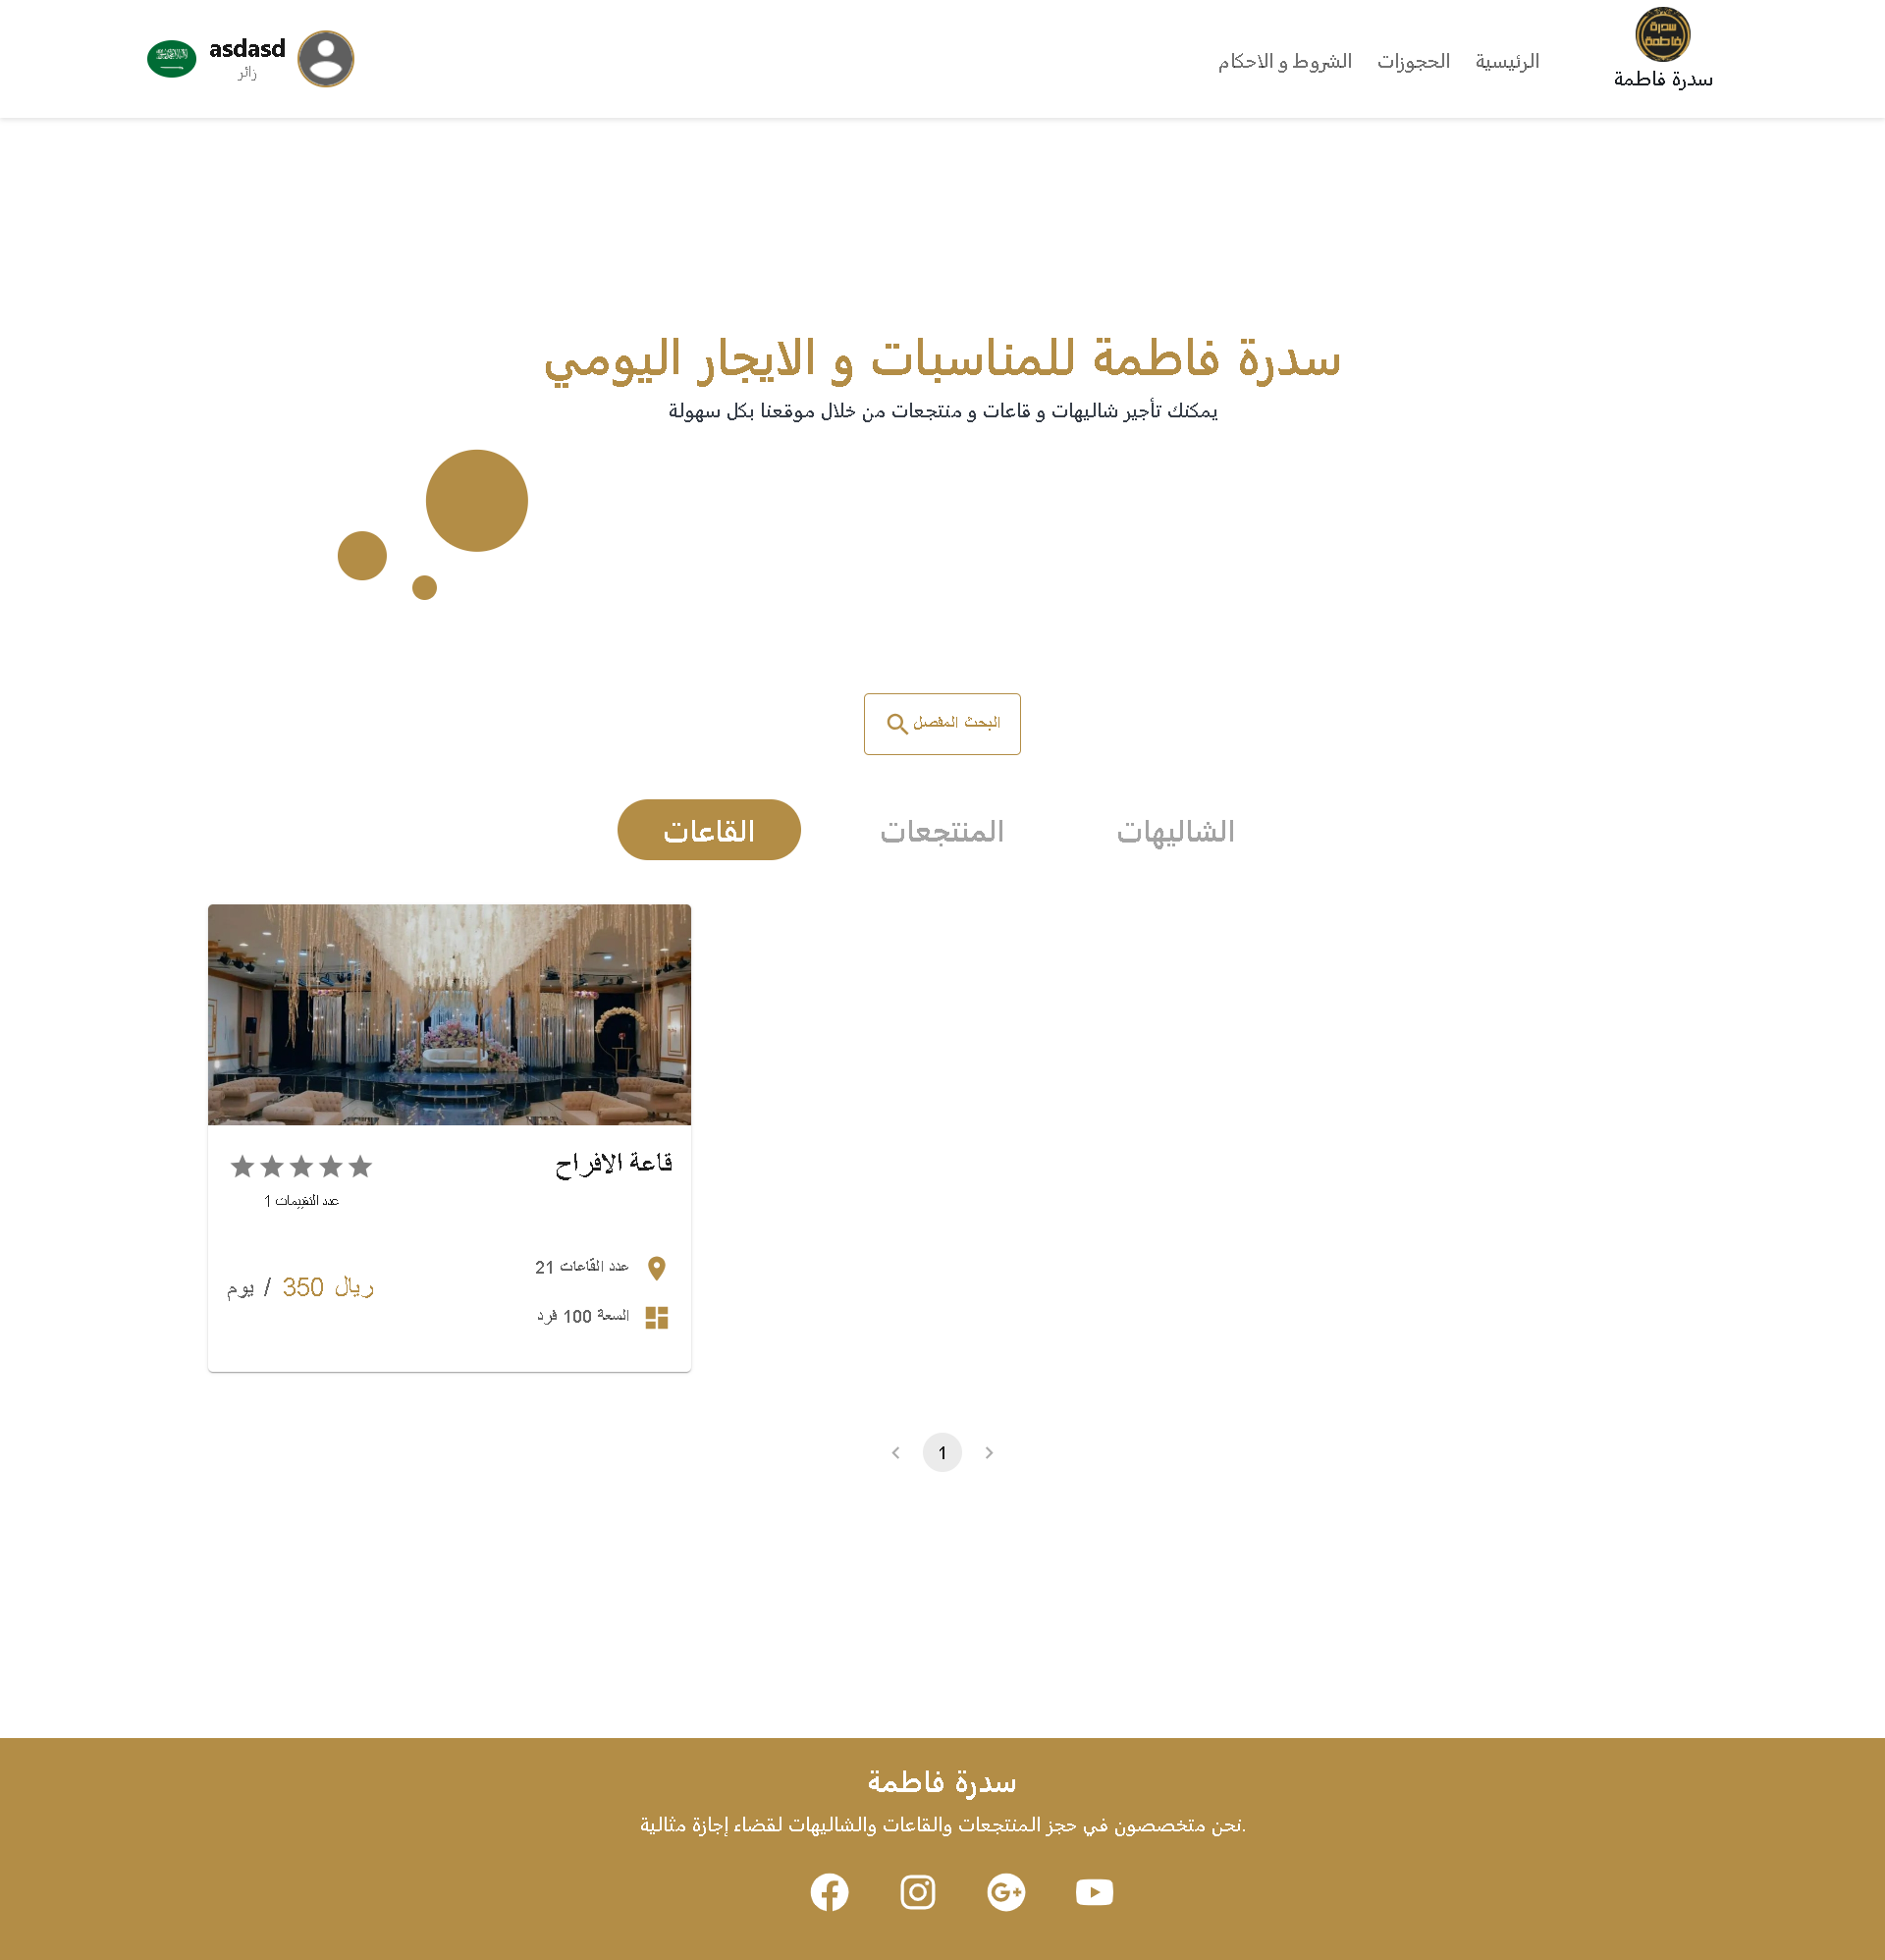 سدرة فاطمة
سدرة فاطمة
الرئيسية
الحجوزات
الشروط و الاحكام
asdasd
زائر
سدرة فاطمة للمناسبات و الايجار اليومي
يمكنك تأجير شاليهات و قاعات و منتجعات من خلال موقعنا بكل سهولة
البحث المفصل
الشاليهات
المنتجعات
القاعات
قاعة الافراح
عدد التقييمات 1
عدد القاعات 21
السعة 100 فرد
ريال 350 / يوم
1
سدرة فاطمة
نحن متخصصون في حجز المنتجعات والقاعات والشاليهات لقضاء إجازة مثالية.